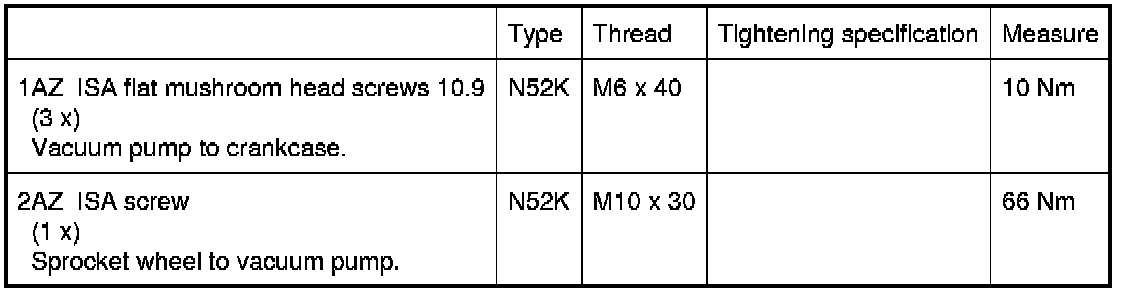 Type Thread Tightening specification Measure
1AZ ISA flat mushroom head screws 10.9 N52K M6 x 40 10 Nm
(3 x)
Vacuum pump to crankcase.
2AZ ISA screw N52K M10 x 30 66 Nm
(1 x)
Sprocket wheel to vacuum pump.